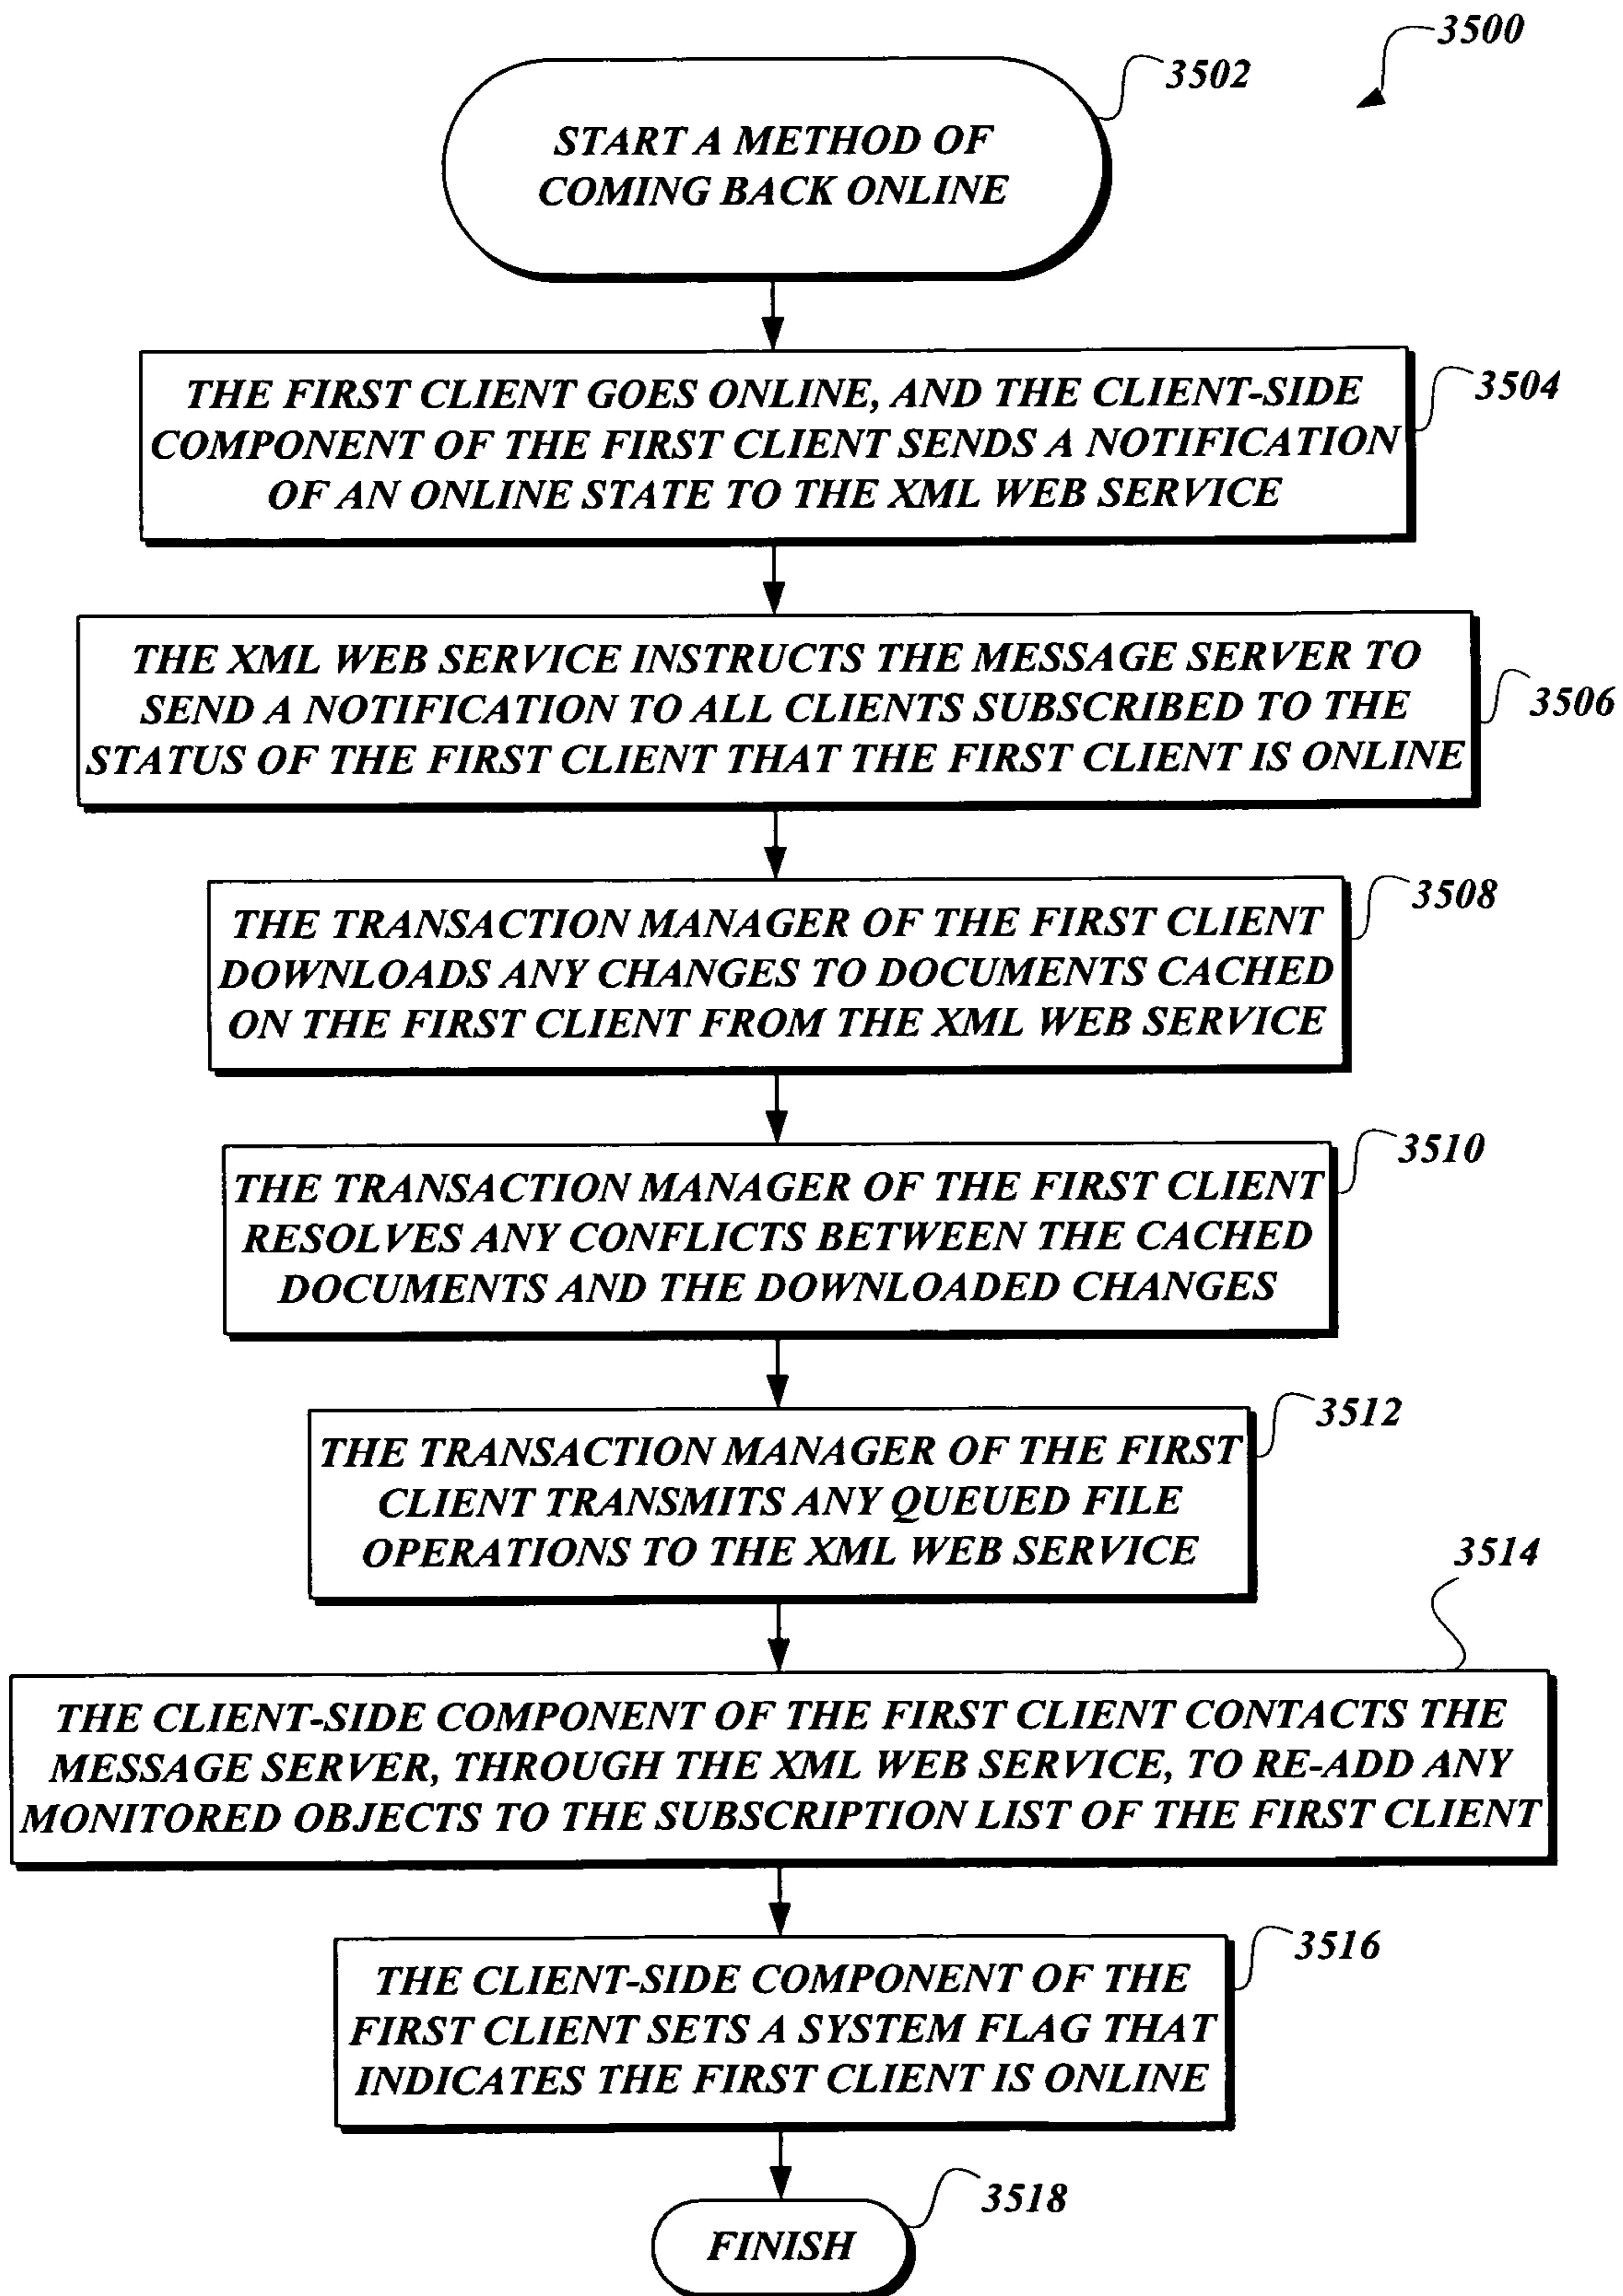 3500
3502
START A METHOD OF
COMING BACK ONLINE
3504
THE FIRST CLIENT GOES ONLINE, AND THE CLIENT-SIDE
COMPONENT OF THE FIRST CLIENT SENDS A NOTIFICATION
OF AN ONLINE STATE TO THE XML WEB SERVICE
3506
THE XML WEB SERVICE INSTRUCTS THE MESSAGE SERVER TO
SEND A NOTIFICATION TO ALL CLIENTS SUBSCRIBED TO THE
STATUS OF THE FIRST CLIENT THAT THE FIRST CLIENT IS ONLINE
3508
THE TRANSACTION MANAGER OF THE FIRST CLIENT
DOWNLOADS ANY CHANGES TO DOCUMENTS CACHED
ON THE FIRST CLIENT FROM THE XML WEB SERVICE
3510
THE TRANSACTION MANAGER OF THE FIRST CLIENT
RESOLVES ANY CONFLICTS BETWEEN THE CACHED
DOCUMENTS AND THE DOWNLOADED CHANGES
3512
THE TRANSACTION MANAGER OF THE FIRST
CLIENT TRANSMITS ANY QUEUED FILE
OPERATIONS TO THE XML WEB SERVICE
3514
THE CLIENT-SIDE COMPONENT OF THE FIRST CLIENT CONTACTS THE
MESSAGE SERVER, THROUGH THE XML WEB SERVICE, TO RE-ADD ANY
MONITORED OBJECTS TO THE SUBSCRIPTION LIST OF THE FIRST CLIENT
3516
THE CLIENT-SIDE COMPONENT OF THE
FIRST CLIENT SETS A SYSTEM FLAG THAT
INDICATES THE FIRST CLIENT IS ONLINE
3518
FINISH